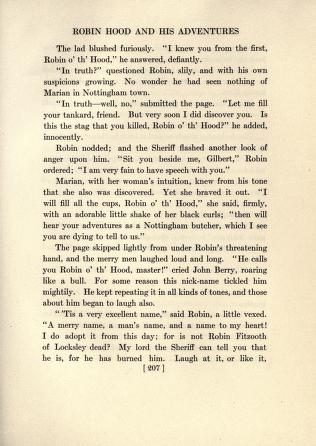 ROBIN HOOD AND HIS ADVENTURES
The lad blushed furiously. “I knew you from the first,
Robin o’ th’ Hood,” he answered, defiantly.
“In truth?” questioned Robin, slily, and with his own
suspicions growing. No wonder he had seen nothing of
Marian in Nottingham town.
“In truth—well, no,” submitted the page. “Let me fill
your tankard, friend. But very soon I did discover you. Is
this the stag that you killed, Robin o’ th’ Hood?” he added,
innocently.
Robin nodded; and the Sheriff flashed another look of
anger upon him. “Sit you beside me, Gilbert,” Robin
ordered; “I am very fain to have speech with you.”
Marian, with her woman’s intuition, knew from his tone
that she also was discovered. Yet she braved it out. “I
will fill all the cups, Robin o’ th’ Hood,” she said, firmly,
with an adorable little shake of her black curls; “then will
hear your adventures as a Nottingham butcher, which I see
you are dying to tell to us.”
The page skipped lightly from under Robin’s threatening
hand, and the merry men laughed loud and long. “He calls
you Robin o’ th’ Hood, master!” cried John Berry, roaring
like a bull. For some reason this nick-name tickled him
mightily. He kept repeating it in all kinds of tones, and those
about him began to laugh also.
“ ’Tis a very excellent name,” said Robin, a little vexed.
“A merry name, a man’s name, and a name to my heart!
I do adopt it from this day; for is not Robin Fitzooth
of Locksley dead? My lord the Sheriff can tell you that
he is, for he has burned him. Laugh at it, or like it,
[ 207 ]